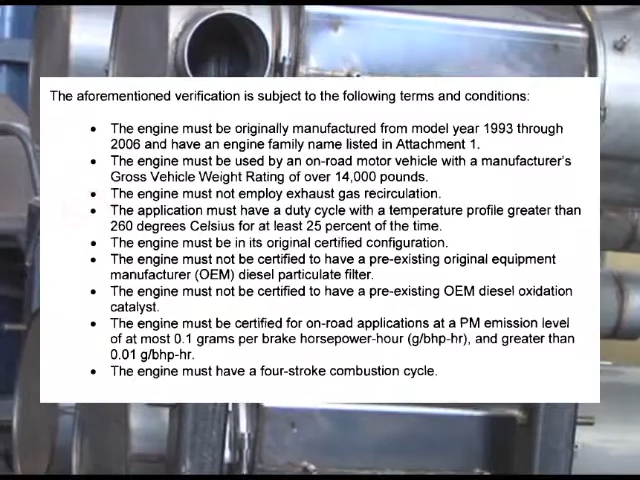 The aforementioned verification is subject to the following terms and conditions:
• The engine must be originally manufactured from model year 1993 through
2006 and have an engine family name listed in Attachment 1.
• The engine must be used by an on-road motor vehicle with a manufacturer's
Gross Vehicle Weight Rating of over 14,000 pounds.
• The engine must not employ exhaust gas recirculation.
• The application must have a duty cycle with a temperature profile greater than
260 degrees Celsius for at least 25 percent of the time.
• The engine must be in its original certified configuration.
• The engine must not be certified to have a pre-existing original equipment
manufacturer (OEM) diesel particulate filter.
• The engine must not be certified to have a pre-existing OEM diesel oxidation
catalyst.
• The engine must be certified for on-road applications at a PM emission level
of at most 0.1 grams per brake horsepower-hour (g/bhp-hr), and greater than
0.01 g/bhp-hr.
• The engine must have a four-stroke combustion cycle.